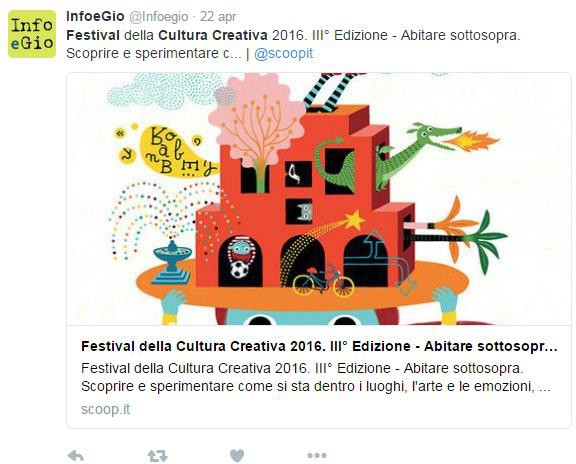 Info
eGio
InfoeGio @Infoegio · 22 apr
Festival della Cultura Creativa 2016. III° Edizione - Abitare sottosopra.
Scoprire e sperimentare c... | @scoopit
Festival della Cultura Creativa 2016. III° Edizione - Abitare sottosopr...
Festival della Cultura Creativa 2016. III° Edizione - Abitare sottosopra.
Scoprire e sperimentare come si sta dentro i luoghi, l'arte e le emozioni, ...
scoop.it